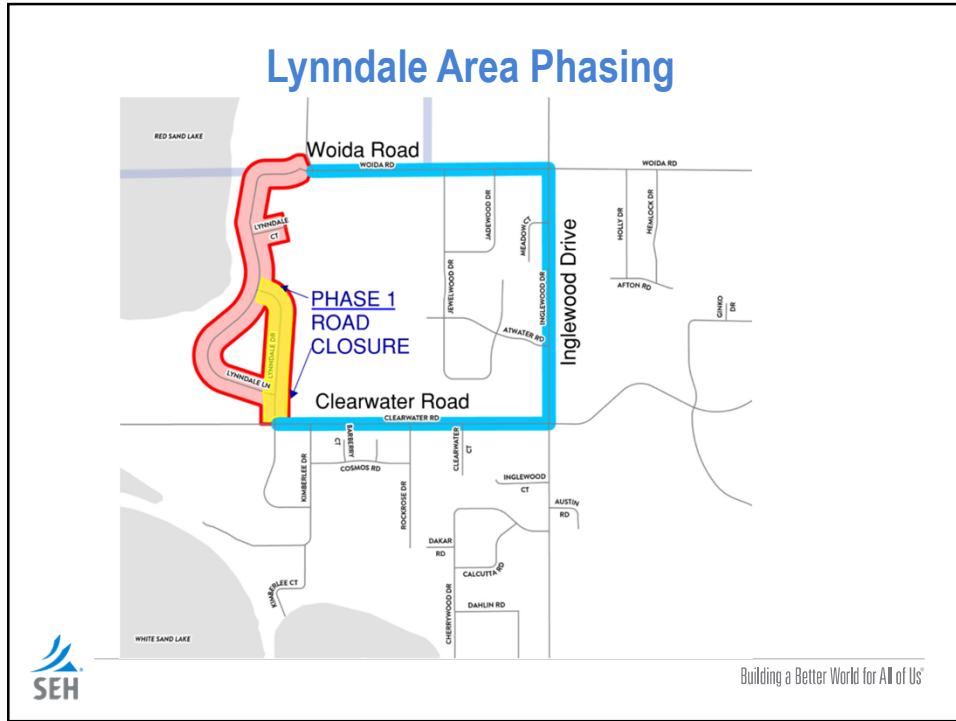 Lynndale Area Phasing
RED SAND LAKE
Woida Road
WOIDA RD
WOIDA RD
LYNNDALE
CT
JADEWOOD DR
MEADOW CT
HOLLY DR
HEMLOCK DR
JEWELWOOD DR
INGLEWOOD DR
Inglewood Drive
AFTON RD
GINKO
DR
PHASE 1
ROAD
CLOSURE
LYNNDALE DR
ATWATER RD
LYNNDALE LN
Clearwater Road
CLEARWATER RD
KIMBERLEE DR
BARBERRY
CT
COSMOS RD
ROCKROSE DR
CLEARWATER
CT
INGLEWOOD
CT
AUSTIN
RD
DAKAR
RD
CALCUTTA RD
KIMBERLEE CT
CHERRYWOOD DR
DAHLIN RD
WHITE SAND LAKE
SEH
Building a Better World for All of Us®